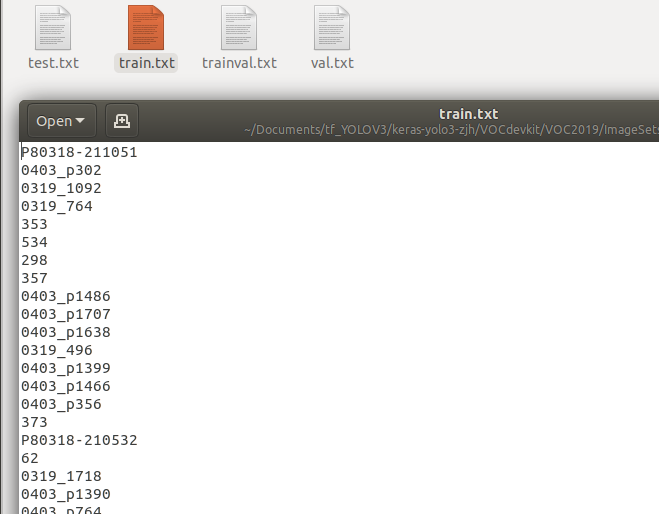 test.txt train.txt trainval.txt val.txt
Open train.txt
~/Documents/tf_YOLOV3/keras-yolo3-zjh/VOCdevkit/VOC2019/ImageSets
P80318-211051
0403_p302
0319_1092
0319_764
353
534
298
357
0403_p1486
0403_p1707
0403_p1638
0319_496
0403_p1399
0403_p1466
0403_p356
373
P80318-210532
62
0319_1718
0403_p1390
0403_p764